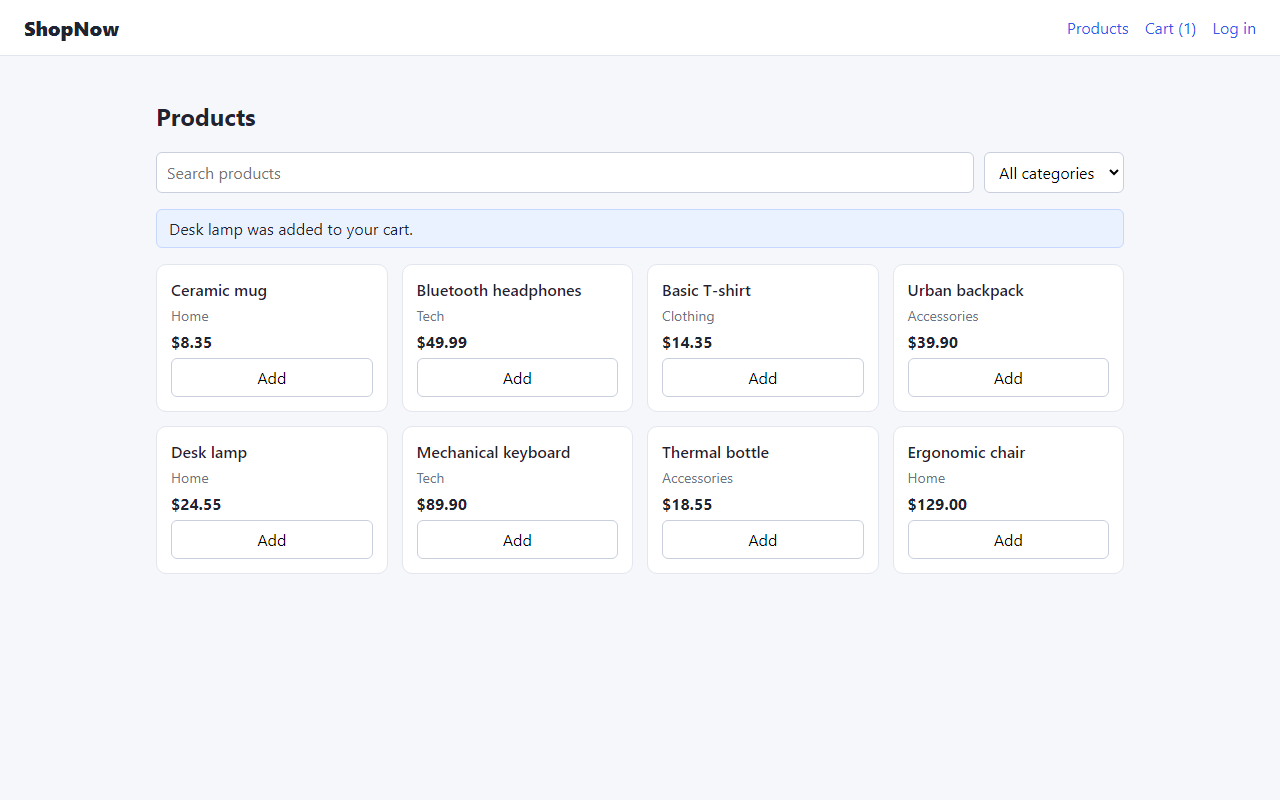 ShopNow
Products Cart (1) Log in
Products
Search products
All categories
Desk lamp was added to your cart.
Ceramic mug
Home
$8.35
Add
Bluetooth headphones
Tech
$49.99
Add
Basic T-shirt
Clothing
$14.35
Add
Urban backpack
Accessories
$39.90
Add
Desk lamp
Home
$24.55
Add
Mechanical keyboard
Tech
$89.90
Add
Thermal bottle
Accessories
$18.55
Add
Ergonomic chair
Home
$129.00
Add